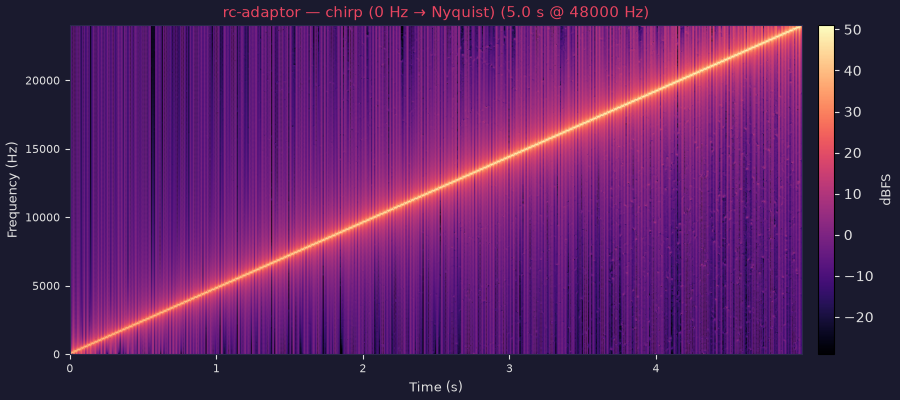 rc-adaptor — chirp (0 Hz → Nyquist) (5.0 s @ 48000 Hz)
Frequency (Hz)
20000
15000
10000
5000
0
0 1 2 3 4
Time (s)
50
40
30
20
10
0
−10
−20
dBFS